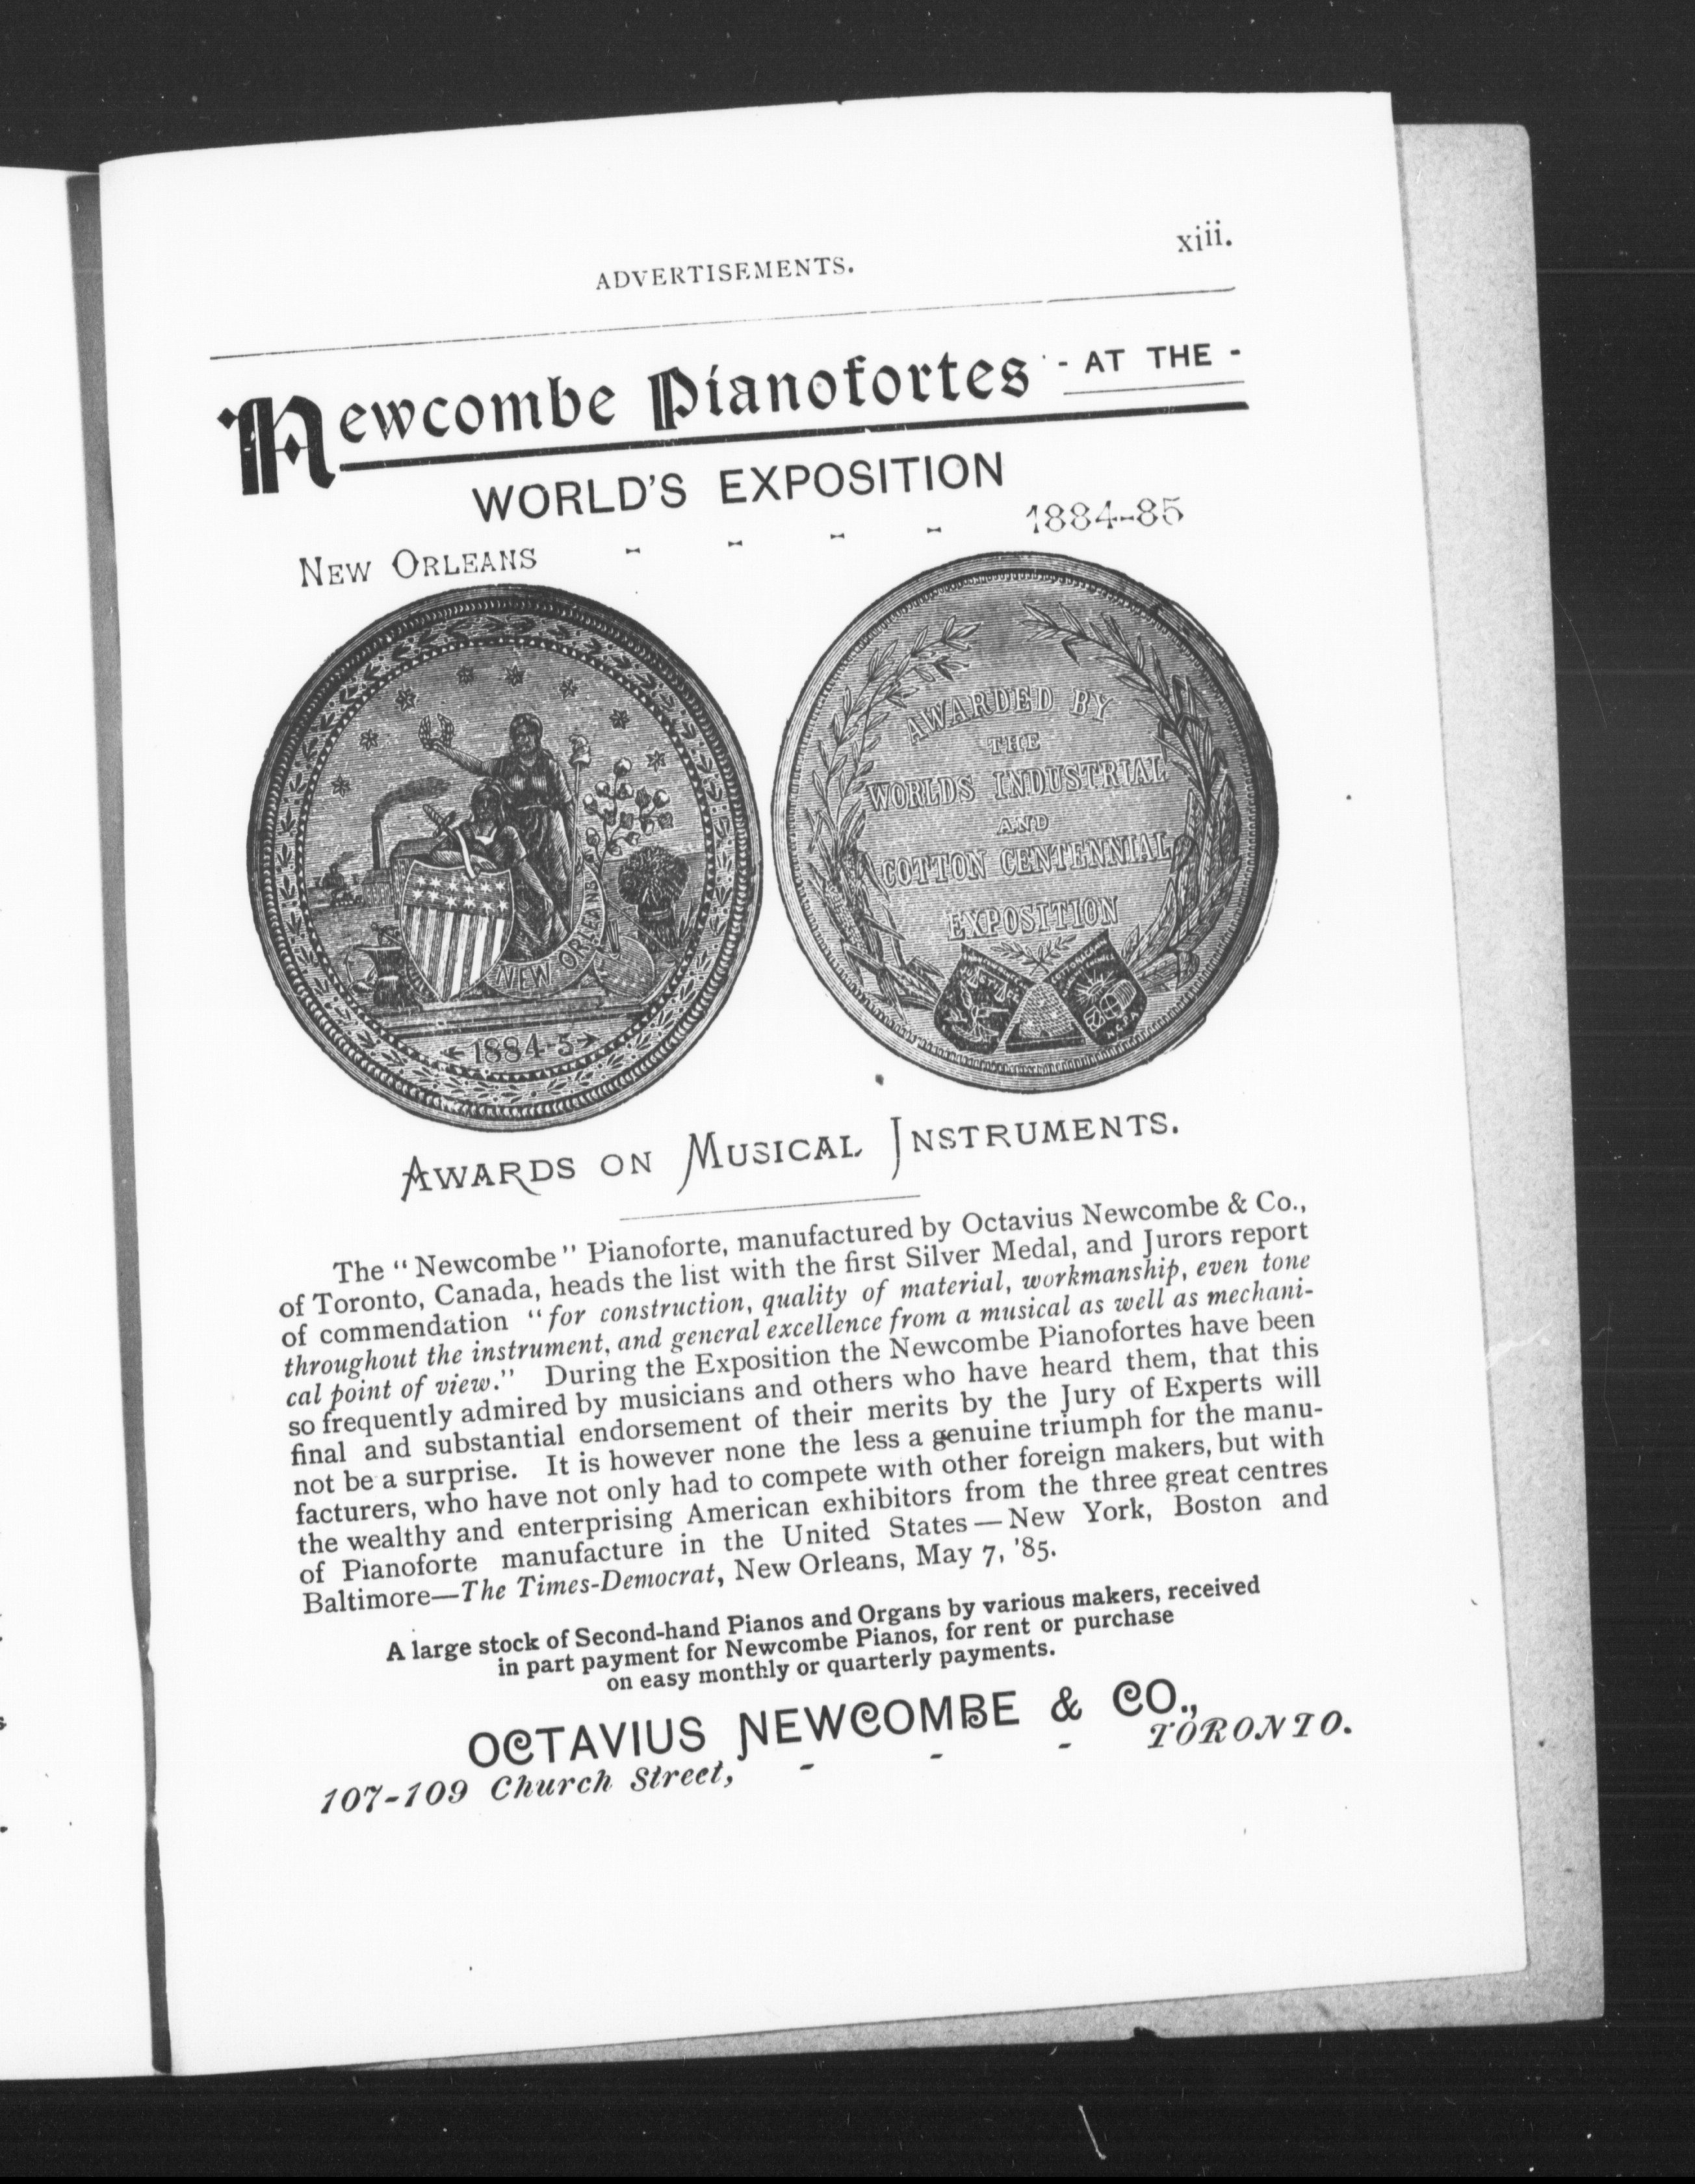 ADVERTISEMENTS. xiii.
Newcombe Pianofortes - AT THE -
WORLD'S EXPOSITION
NEW ORLEANS - - - - 1884-85
NEW ORLEANS
1884-5
AWARDED BY
THE
WORLDS INDUSTRIAL
AND
COTTON CENTENNIAL
EXPOSITION
AWARDS ON MUSICAL INSTRUMENTS.
The "Newcombe" Pianoforte, manufactured by Octavius Newcombe & Co.,
of Toronto, Canada, heads the list with the first Silver Medal, and Jurors report
of commendation "for construction, quality of material, workmanship, even tone
throughout the instrument, and general excellence from a musical as well as mechani-
cal point of view." During the Exposition the Newcombe Pianofortes have been
so frequently admired by musicians and others who have heard them, that this
final and substantial endorsement of their merits by the Jury of Experts will
not be a surprise. It is however none the less a genuine triumph for the manu-
facturers, who have not only had to compete with other foreign makers, but with
the wealthy and enterprising American exhibitors from the three great centres
of Pianoforte manufacture in the United States — New York, Boston and
Baltimore—The Times-Democrat, New Orleans, May 7, '85.
A large stock of Second-hand Pianos and Organs by various makers, received
in part payment for Newcombe Pianos, for rent or purchase
on easy monthly or quarterly payments.
OCTAVIUS NEWCOMBE & CO.,
107-109 Church Street, - - - TORONTO.